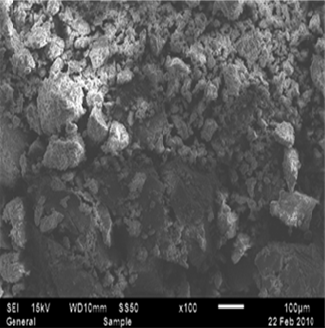 SEI 15kV WD10mm SS50 x100 100µm
General Sample 22 Feb 2010